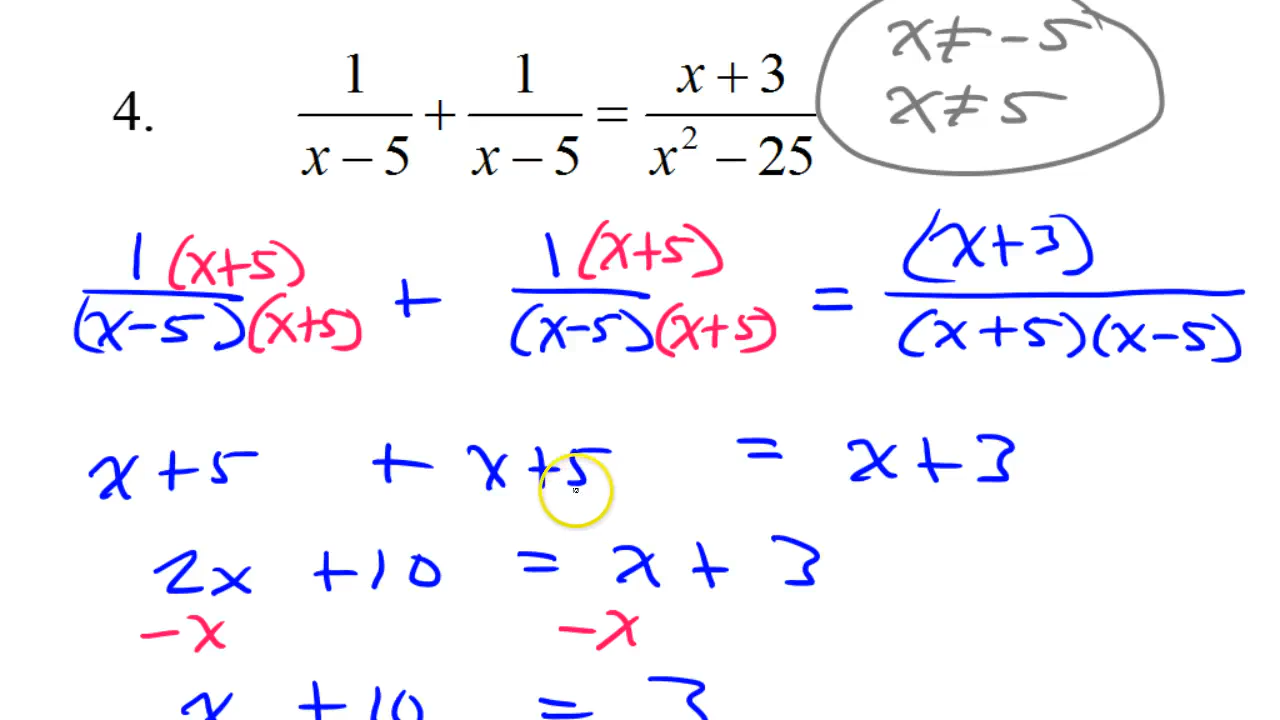 4. 1/(x − 5) + 1/(x − 5) = (x + 3)/(x² − 25)
x ≠ -5
x ≠ 5
1(x+5)/(x-5)(x+5) + 1(x+5)/(x-5)(x+5) = (x+3)/(x+5)(x-5)
x+5 + x+5 = x+3
2x +10 = x + 3
-x -x
x +10 = 3